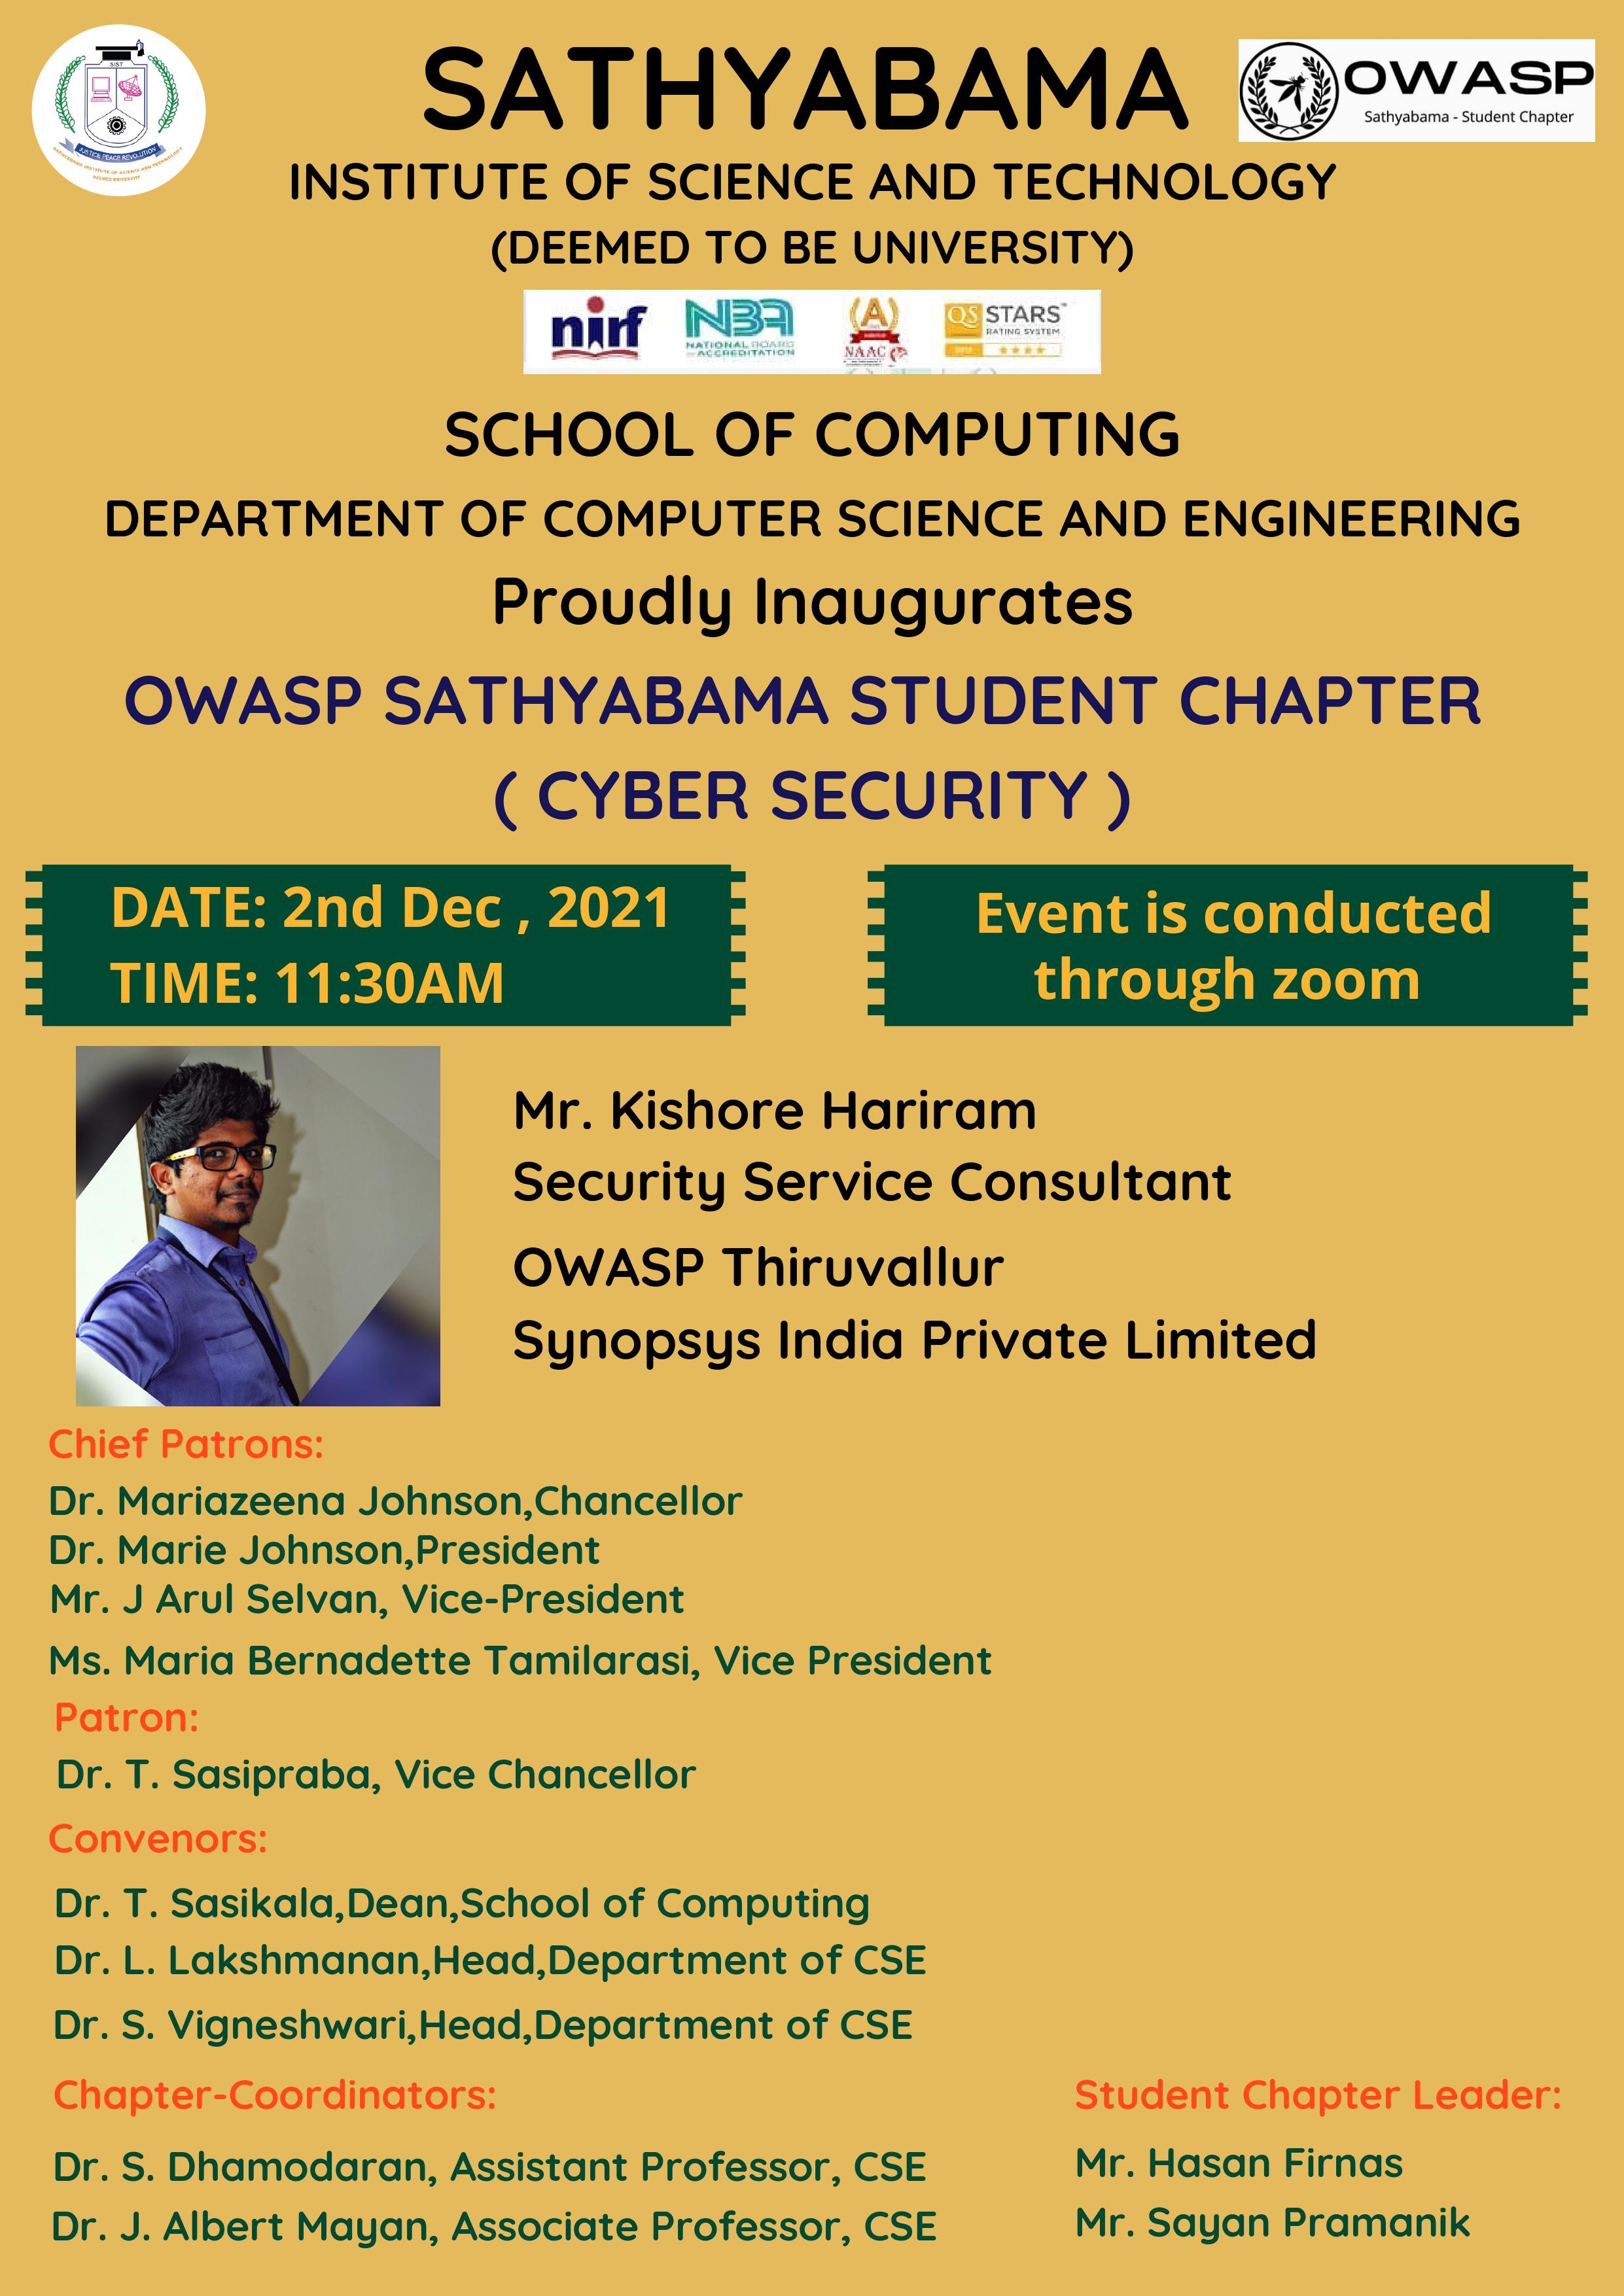 SIST
JUSTICE PEACE REVOLUTION
SATHYABAMA INSTITUTE OF SCIENCE AND TECHNOLOGY
DEEMED UNIVERSITY
SATHYABAMA
OWASP
Sathyabama - Student Chapter
INSTITUTE OF SCIENCE AND TECHNOLOGY
(DEEMED TO BE UNIVERSITY)
nirf
NBA
NATIONAL BOARD
OF ACCREDITATION
A
NAAC
QS STARS
RATING SYSTEM
SCHOOL OF COMPUTING
DEPARTMENT OF COMPUTER SCIENCE AND ENGINEERING
Proudly Inaugurates
OWASP SATHYABAMA STUDENT CHAPTER
( CYBER SECURITY )
DATE: 2nd Dec , 2021
TIME: 11:30AM
Event is conducted
through zoom
Mr. Kishore Hariram
Security Service Consultant
OWASP Thiruvallur
Synopsys India Private Limited
Chief Patrons:
Dr. Mariazeena Johnson,Chancellor
Dr. Marie Johnson,President
Mr. J Arul Selvan, Vice-President
Ms. Maria Bernadette Tamilarasi, Vice President
Patron:
Dr. T. Sasipraba, Vice Chancellor
Convenors:
Dr. T. Sasikala,Dean,School of Computing
Dr. L. Lakshmanan,Head,Department of CSE
Dr. S. Vigneshwari,Head,Department of CSE
Chapter-Coordinators:
Dr. S. Dhamodaran, Assistant Professor, CSE
Dr. J. Albert Mayan, Associate Professor, CSE
Student Chapter Leader:
Mr. Hasan Firnas
Mr. Sayan Pramanik